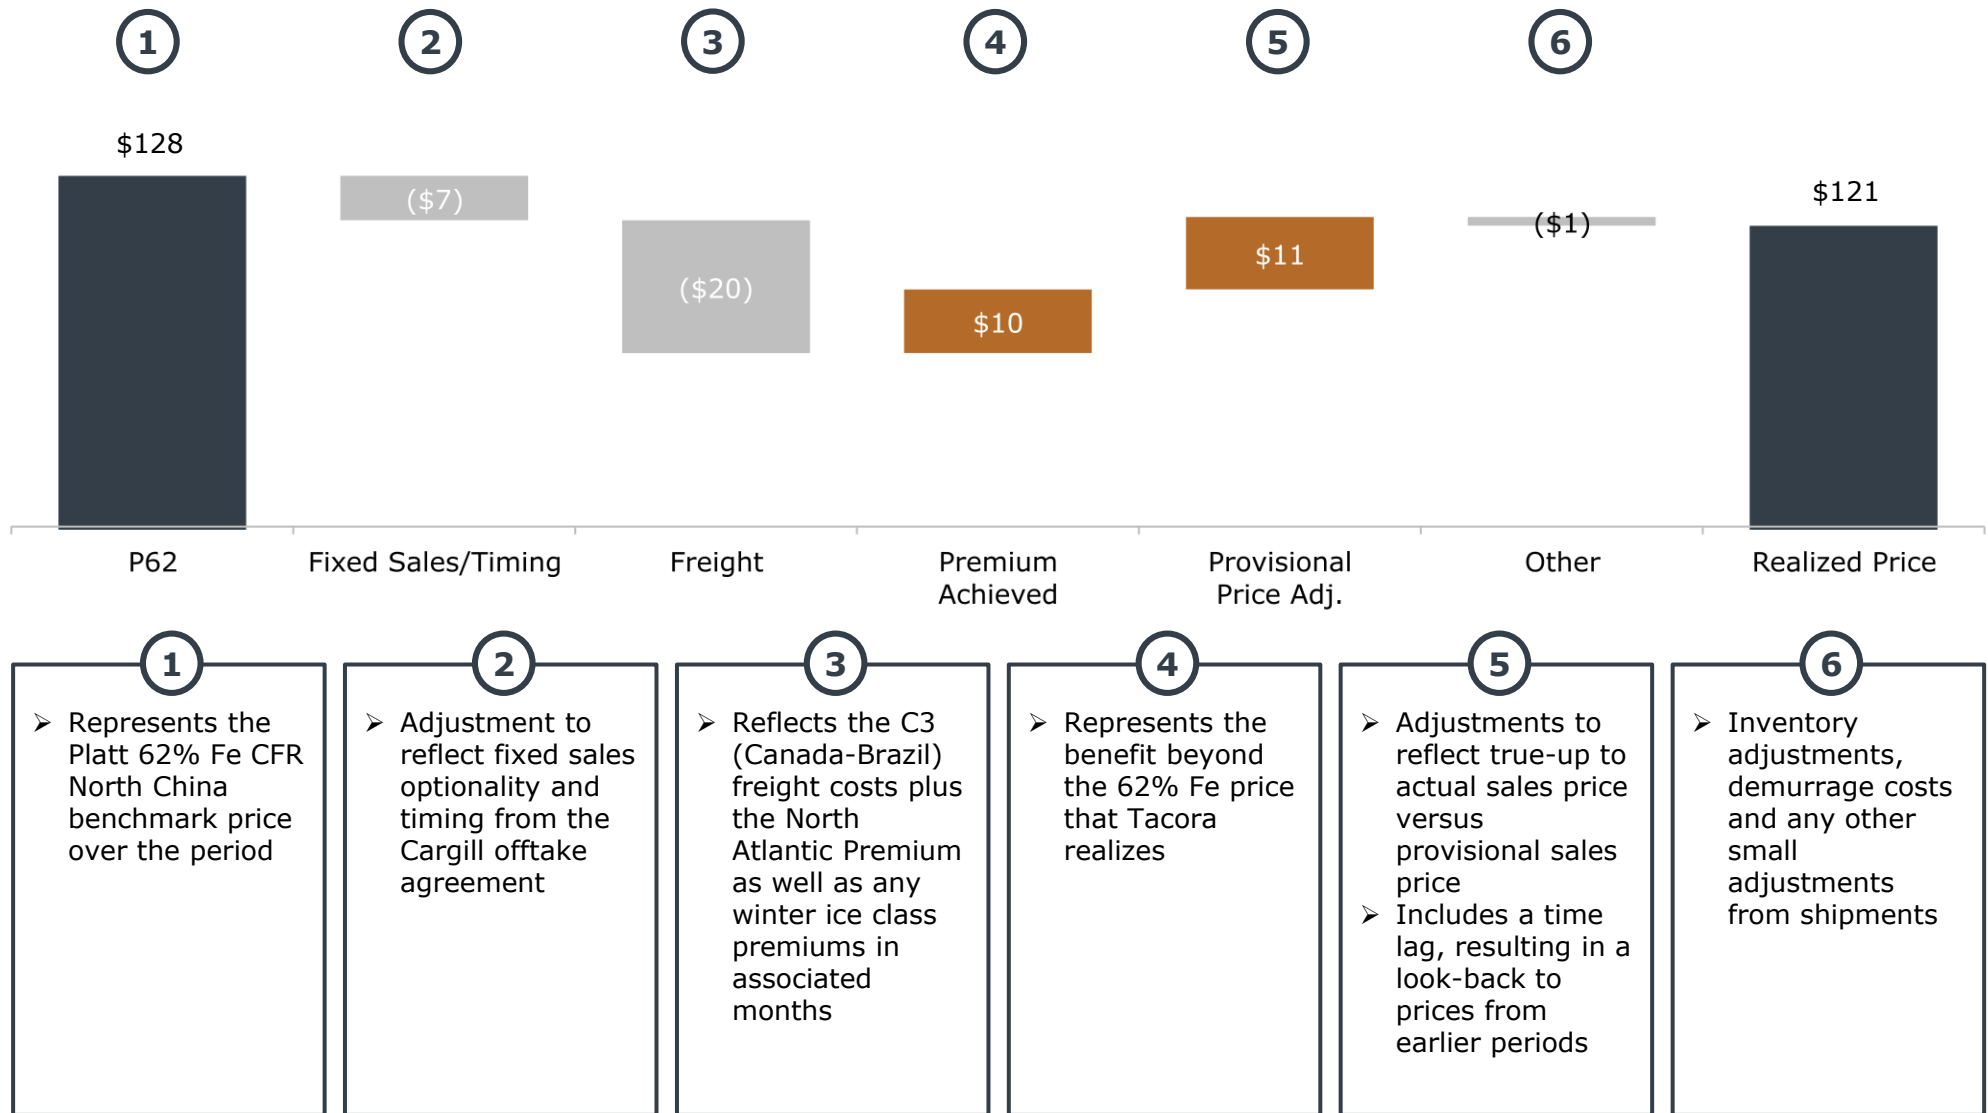 1
2
3
4
5
6
$128
($7)
($20)
$10
$11
($1)
$121
P62
Fixed Sales/Timing
Freight
Premium
Achieved
Provisional
Price Adj.
Other
Realized Price
1
➢ Represents the
Platt 62% Fe CFR
North China
benchmark price
over the period
2
➢ Adjustment to
reflect fixed sales
optionality and
timing from the
Cargill offtake
agreement
3
➢ Reflects the C3
(Canada-Brazil)
freight costs plus
the North
Atlantic Premium
as well as any
winter ice class
premiums in
associated
months
4
➢ Represents the
benefit beyond
the 62% Fe price
that Tacora
realizes
5
➢ Adjustments to
reflect true-up to
actual sales price
versus
provisional sales
price
➢ Includes a time
lag, resulting in a
look-back to
prices from
earlier periods
6
➢ Inventory
adjustments,
demurrage costs
and any other
small
adjustments
from shipments